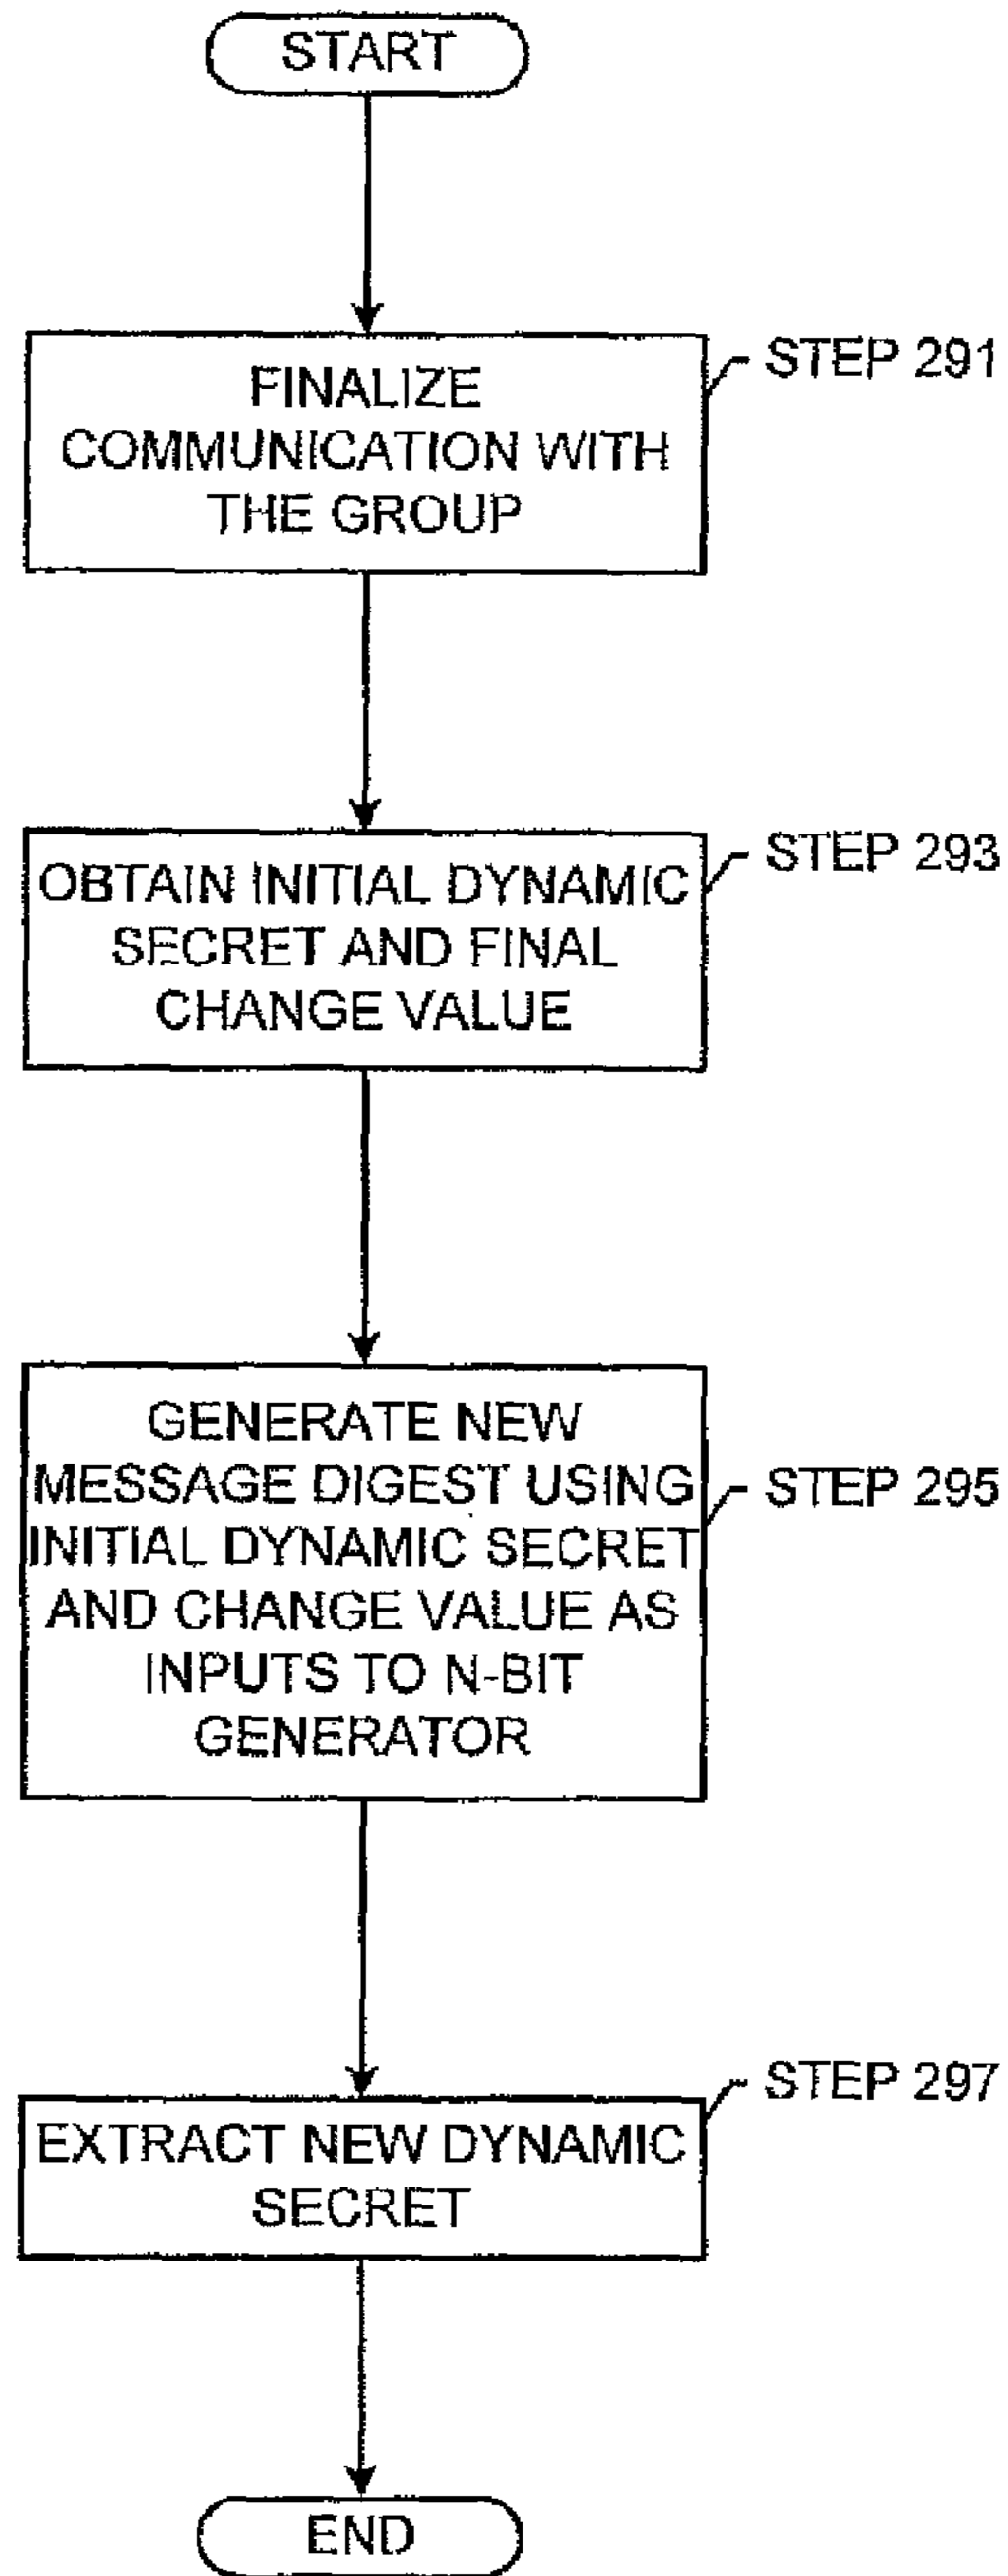 START
FINALIZE
COMMUNICATION WITH
THE GROUP
STEP 291
OBTAIN INITIAL DYNAMIC
SECRET AND FINAL
CHANGE VALUE
STEP 293
GENERATE NEW
MESSAGE DIGEST USING
INITIAL DYNAMIC SECRET
AND CHANGE VALUE AS
INPUTS TO N-BIT
GENERATOR
STEP 295
EXTRACT NEW DYNAMIC
SECRET
STEP 297
END